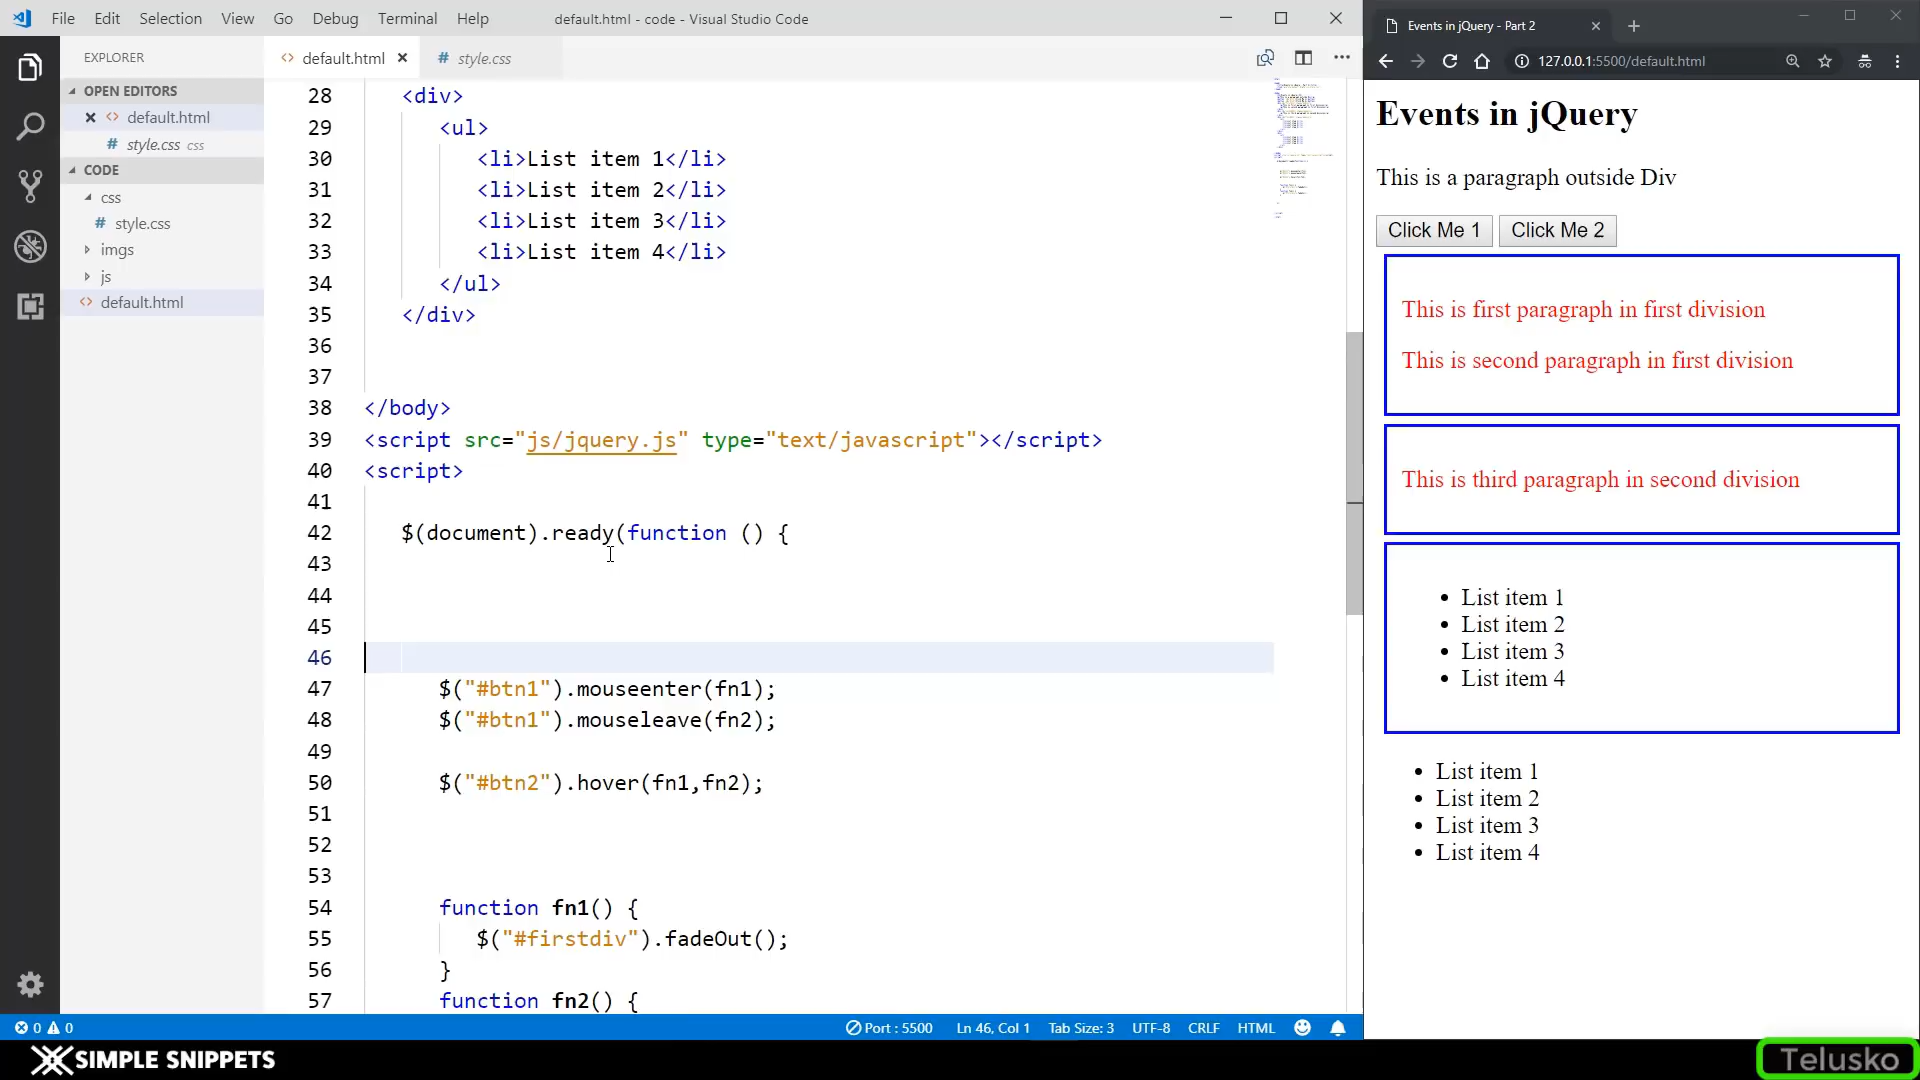 File Edit Selection View Go Debug Terminal Help default.html - code - Visual Studio Code
EXPLORER
OPEN EDITORS
default.html
style.css css
CODE
css
style.css
imgs
js
default.html
default.html
style.css
28 <div>
29 <ul>
30 <li>List item 1</li>
31 <li>List item 2</li>
32 <li>List item 3</li>
33 <li>List item 4</li>
34 </ul>
35 </div>
36
37
38 </body>
39 <script src="js/jquery.js" type="text/javascript"></script>
40 <script>
41
42 $(document).ready(function () {
43
44
45
46
47 $("#btn1").mouseenter(fn1);
48 $("#btn1").mouseleave(fn2);
49
50 $("#btn2").hover(fn1,fn2);
51
52
53
54 function fn1() {
55 $("#firstdiv").fadeOut();
56 }
57 function fn2() {
0 0 Port : 5500 Ln 46, Col 1 Tab Size: 3 UTF-8 CRLF HTML
Events in jQuery - Part 2
127.0.0.1:5500/default.html
Events in jQuery
This is a paragraph outside Div
Click Me 1 Click Me 2
This is first paragraph in first division
This is second paragraph in first division
This is third paragraph in second division
List item 1
List item 2
List item 3
List item 4
List item 1
List item 2
List item 3
List item 4
SIMPLE SNIPPETS
Telusko